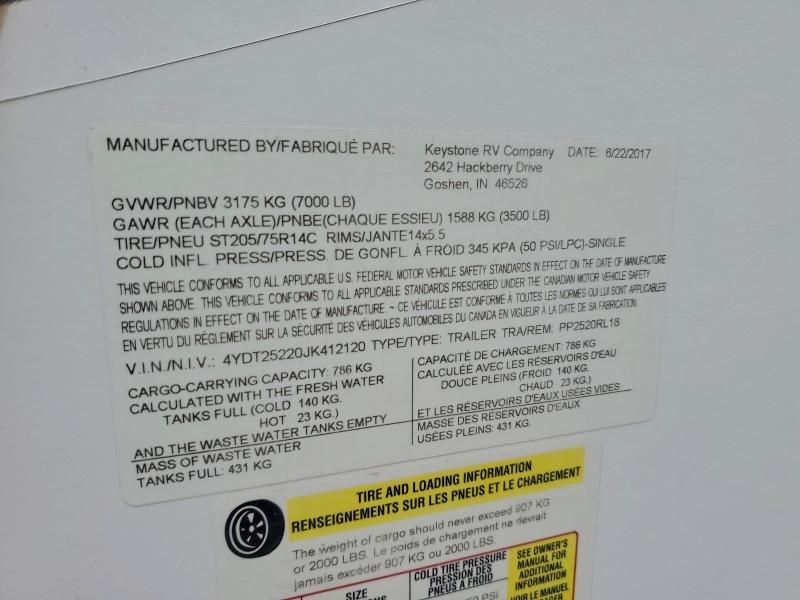 MANUFACTURED BY/FABRIQUÉ PAR: Keystone RV Company DATE: 6/22/2017
2642 Hackberry Drive
Goshen, IN 46526
GVWR/PNBV 3175 KG (7000 LB)
GAWR (EACH AXLE)/PNBE(CHAQUE ESSIEU) 1588 KG (3500 LB)
TIRE/PNEU ST205/75R14C RIMS/JANTE14x5.5
COLD INFL. PRESS/PRESS. DE GONFL. À FROID 345 KPA (50 PSI/LPC)-SINGLE
THIS VEHICLE CONFORMS TO ALL APPLICABLE U.S. FEDERAL MOTOR VEHICLE SAFETY STANDARDS IN EFFECT ON THE DATE OF MANUFACTURE
SHOWN ABOVE. THIS VEHICLE CONFORMS TO ALL APPLICABLE STANDARDS PRESCRIBED UNDER THE CANADIAN MOTOR VEHICLE SAFETY
REGULATIONS IN EFFECT ON THE DATE OF MANUFACTURE. - CE VÉHICULE EST CONFORME À TOUTES LES NORMES QUI LUI SONT APPLICABLES
EN VERTU DU RÈGLEMENT SUR LA SÉCURITÉ DES VÉHICULES AUTOMOBILES DU CANADA EN VIGUEUR À LA DATE DE SA FABRICATION.
V.I.N./N.I.V.: 4YDT25220JK412120 TYPE/TYPE: TRAILER TRA/REM: PP2520RL18
CARGO-CARRYING CAPACITY: 786 KG
CALCULATED WITH THE FRESH WATER
TANKS FULL (COLD 140 KG.
HOT 23 KG.)
AND THE WASTE WATER TANKS EMPTY
MASS OF WASTE WATER
TANKS FULL: 431 KG
CAPACITÉ DE CHARGEMENT: 786 KG
CALCULÉE AVEC LES RÉSERVOIRS D'EAU
DOUCE PLEINS (FROID 140 KG.
CHAUD 23 KG.)
ET LES RÉSERVOIRS D'EAUX USÉES VIDES
MASSE DES RÉSERVOIRS D'EAUX
USÉES PLEINS: 431 KG.
TIRE AND LOADING INFORMATION
RENSEIGNEMENTS SUR LES PNEUS ET LE CHARGEMENT
The weight of cargo should never exceed 907 KG
or 2000 LBS. Le poids de chargement ne devrait
jamais excéder 907 KG ou 2000 LBS.
SIZE
COLD TIRE PRESSURE
PRESSION DES
PNEUS A FROID
PSI
SEE OWNER'S
MANUAL FOR
ADDITIONAL
INFORMATION
VOIR LE MANUEL